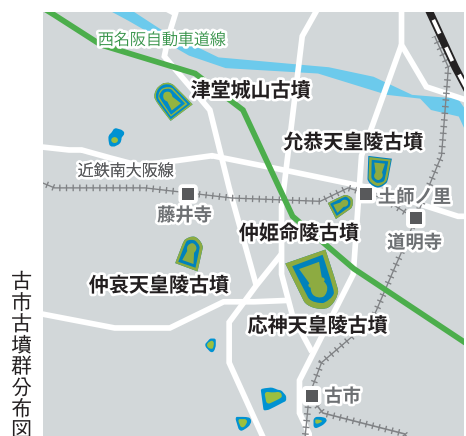 西名阪自動車道線
津堂城山古墳
允恭天皇陵古墳
近鉄南大阪線
土師ノ里
藤井寺
仲姫命陵古墳
道明寺
仲哀天皇陵古墳
応神天皇陵古墳
古市古墳群分布図
古市